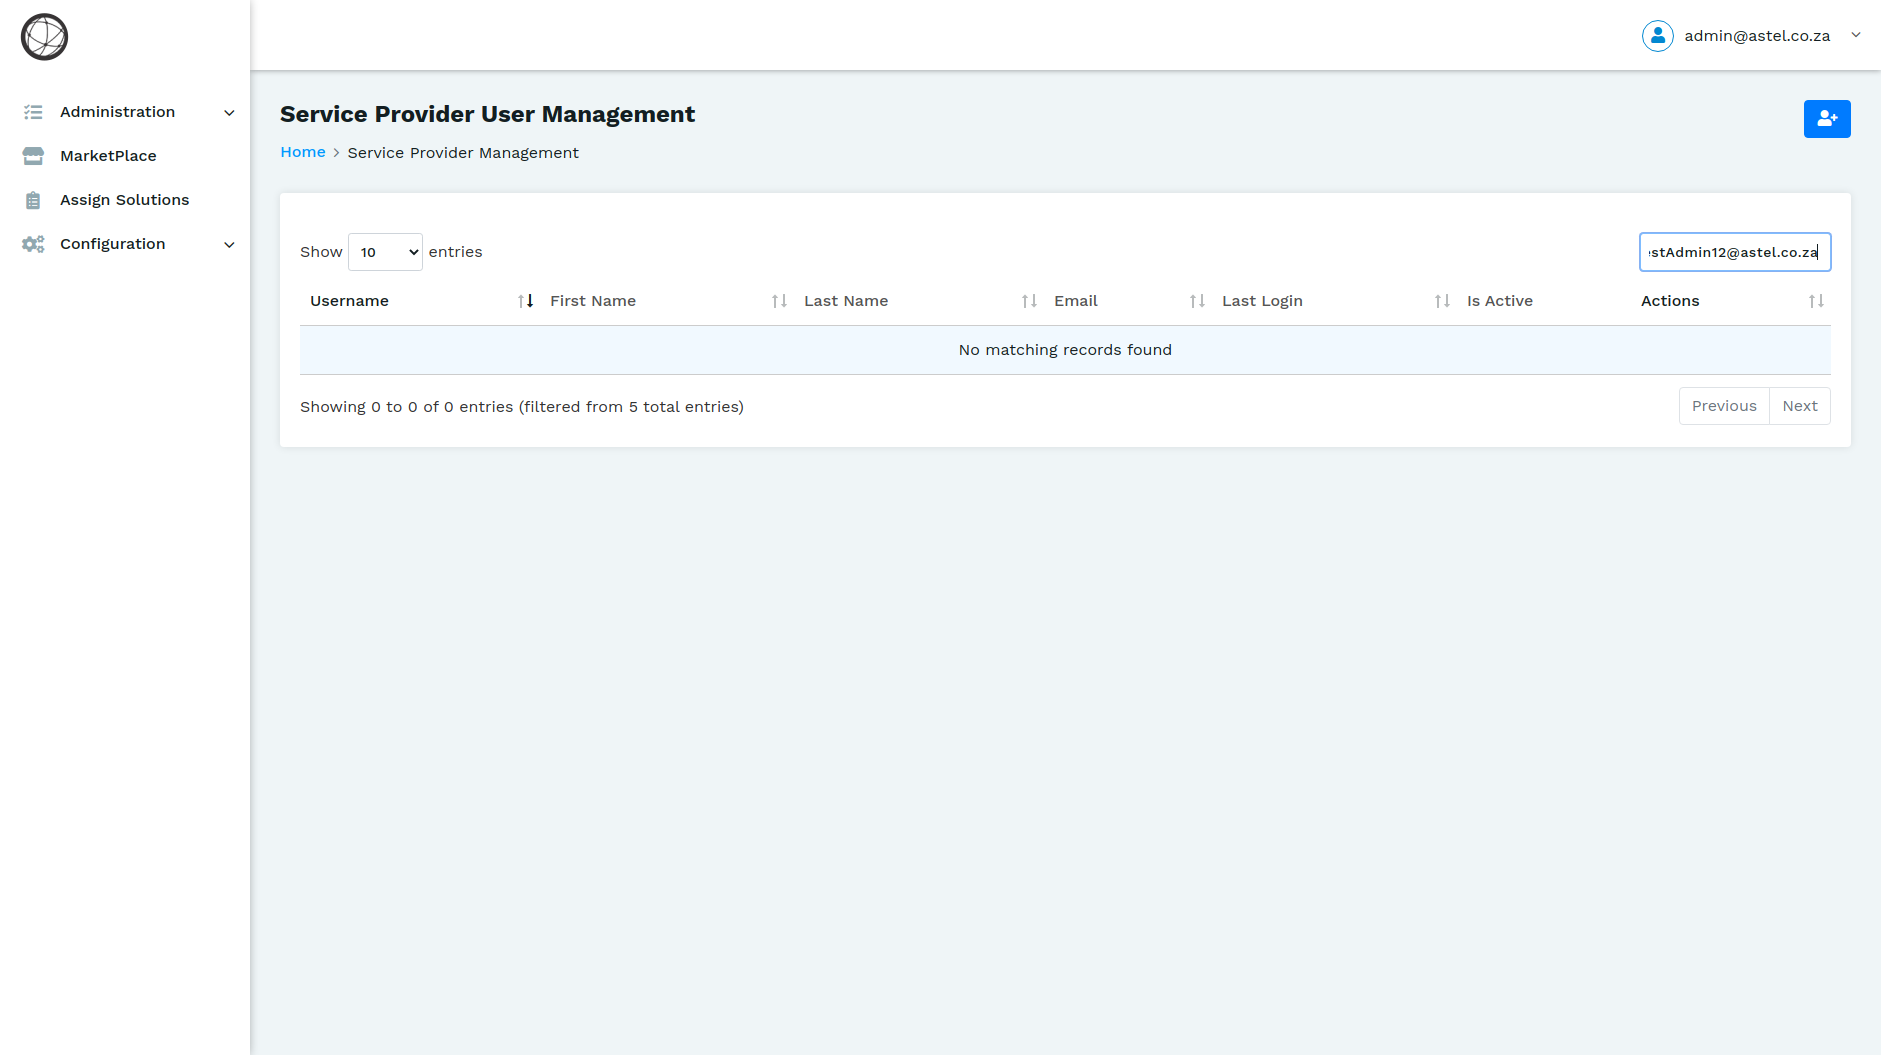 admin@astel.co.za
Administration
MarketPlace
Assign Solutions
Configuration
Service Provider User Management
Home > Service Provider Management
Show 10 entries
stAdmin12@astel.co.za
Username First Name Last Name Email Last Login Is Active Actions
No matching records found
Showing 0 to 0 of 0 entries (filtered from 5 total entries)
Previous Next